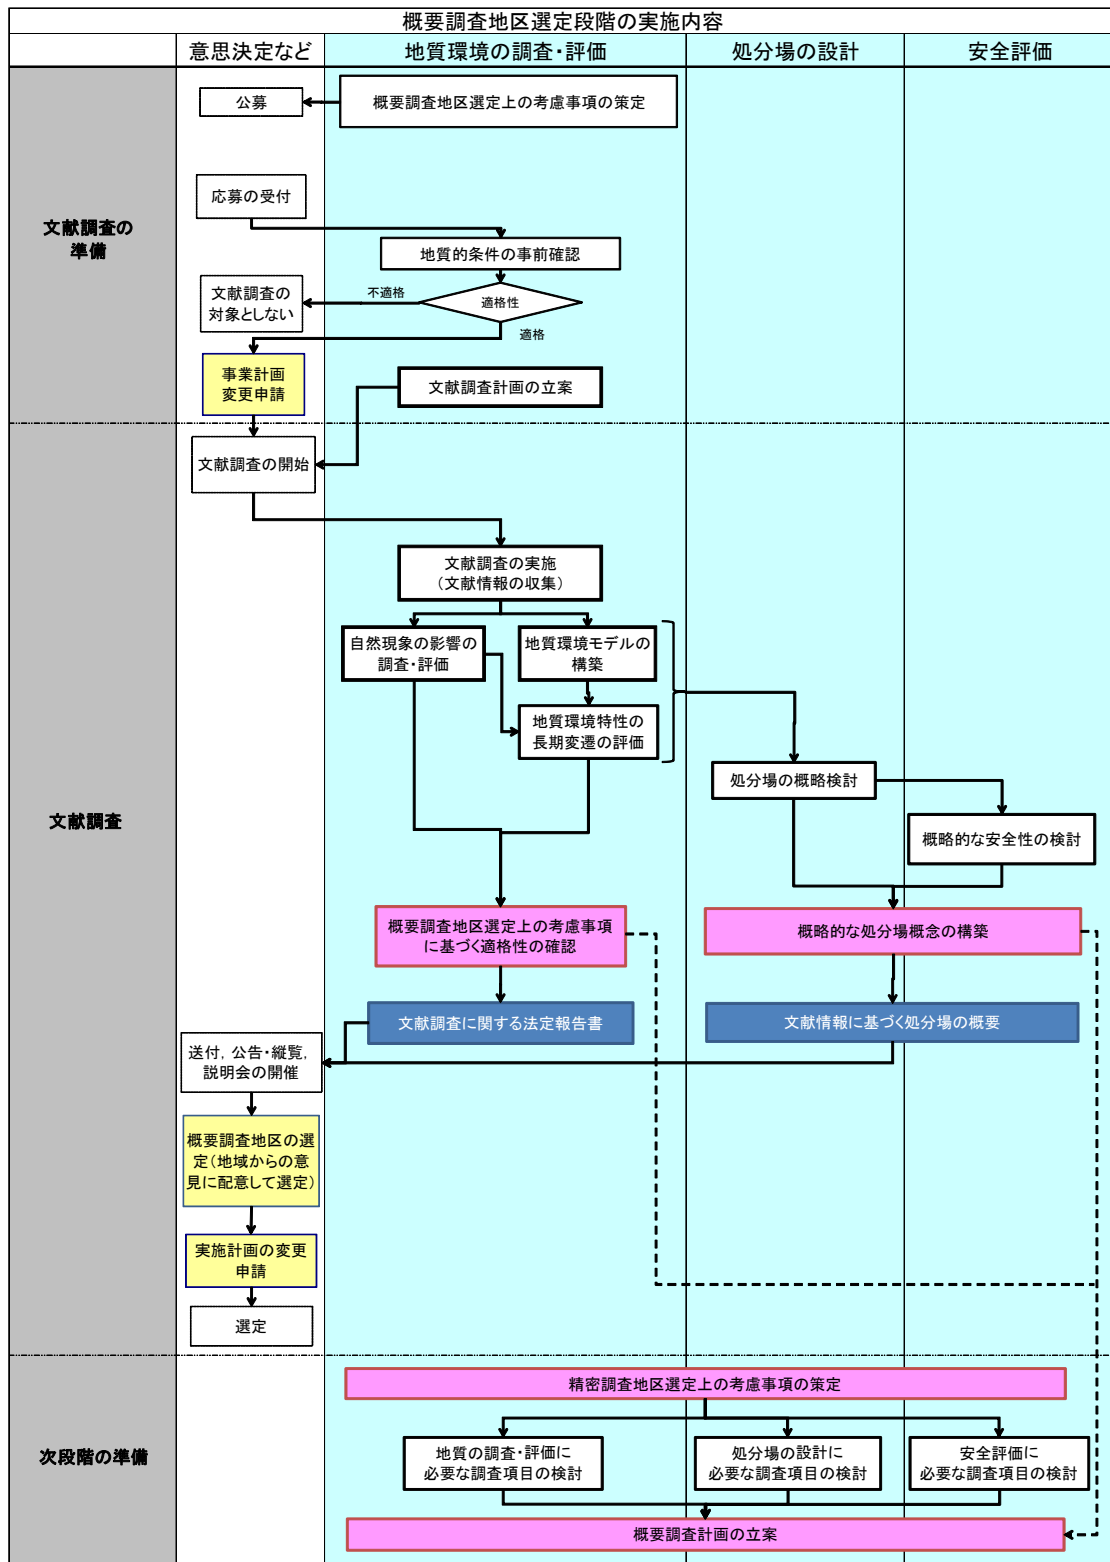 概要調査地区選定段階の実施内容
意思決定など
地質環境の調査・評価
処分場の設計
安全評価
文献調査の
準備
公募
概要調査地区選定上の考慮事項の策定
応募の受付
地質的条件の事前確認
文献調査の
対象としない
不適格
適格性
適格
事業計画
変更申請
文献調査計画の立案
文献調査
文献調査の開始
文献調査の実施
（文献情報の収集）
自然現象の影響の
調査・評価
地質環境モデルの
構築
地質環境特性の
長期変遷の評価
処分場の概略検討
概略的な安全性の検討
概要調査地区選定上の考慮事項
に基づく適格性の確認
概略的な処分場概念の構築
文献調査に関する法定報告書
文献情報に基づく処分場の概要
送付，公告・縦覧，
説明会の開催
概要調査地区の選
定（地域からの意
見に配意して選定）
実施計画の変更
申請
選定
次段階の準備
精密調査地区選定上の考慮事項の策定
地質の調査・評価に
必要な調査項目の検討
処分場の設計に
必要な調査項目の検討
安全評価に
必要な調査項目の検討
概要調査計画の立案